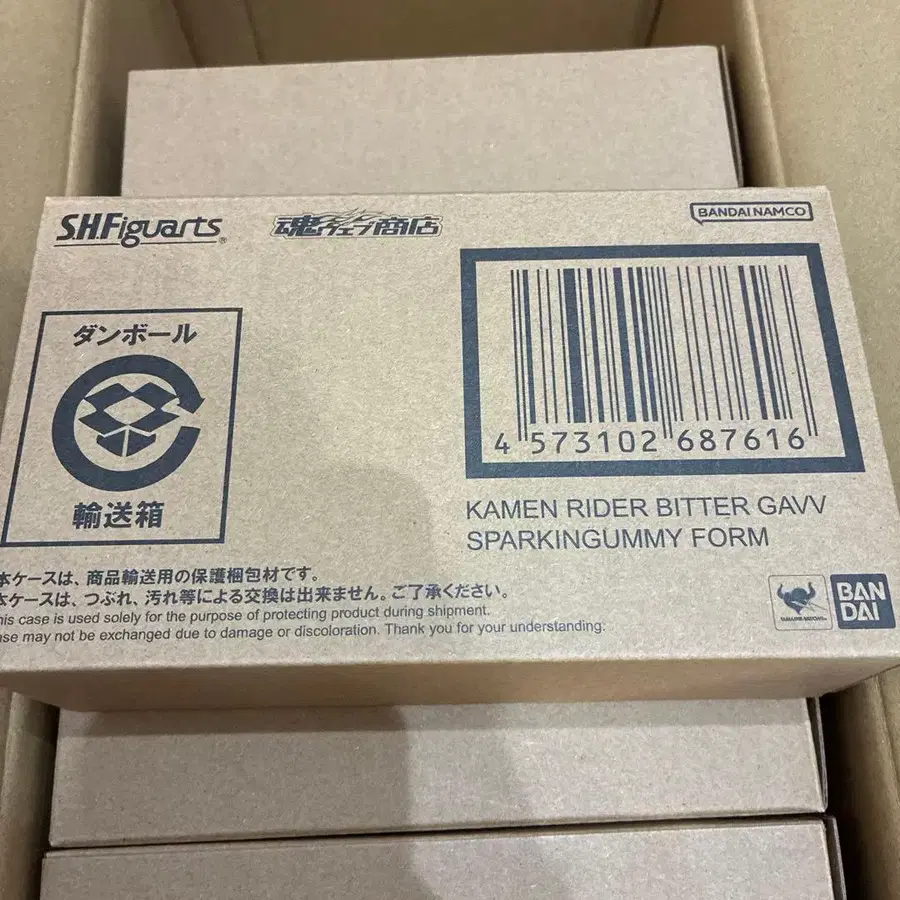 S.H.Figuarts®
魂ウェブ商店
BANDAI NAMCO
ダンボール
輸送箱
4 573102 687616
KAMEN RIDER BITTER GAVV
SPARKINGUMMY FORM
本ケースは、商品輸送用の保護梱包材です。
本ケースは、つぶれ、汚れ等による交換は出来ません。ご了承ください。
This case is used solely for the purpose of protecting product during shipment.
may not be exchanged due to damage or discoloration. Thank you for your understanding.
BAN
DAI